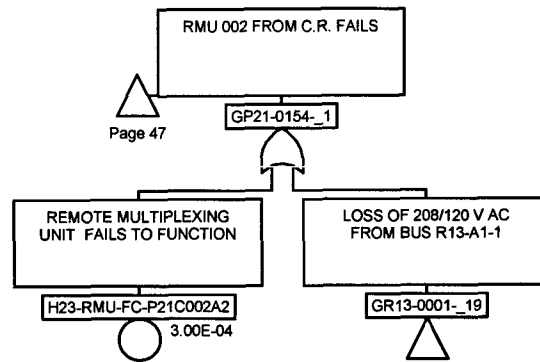 RMU 002 FROM C.R. FAILS
Page 47
GP21-0154-_1
REMOTE MULTIPLEXING
UNIT FAILS TO FUNCTION
LOSS OF 208/120 V AC
FROM BUS R13-A1-1
H23-RMU-FC-P21C002A2
3.00E-04
GR13-0001-_19